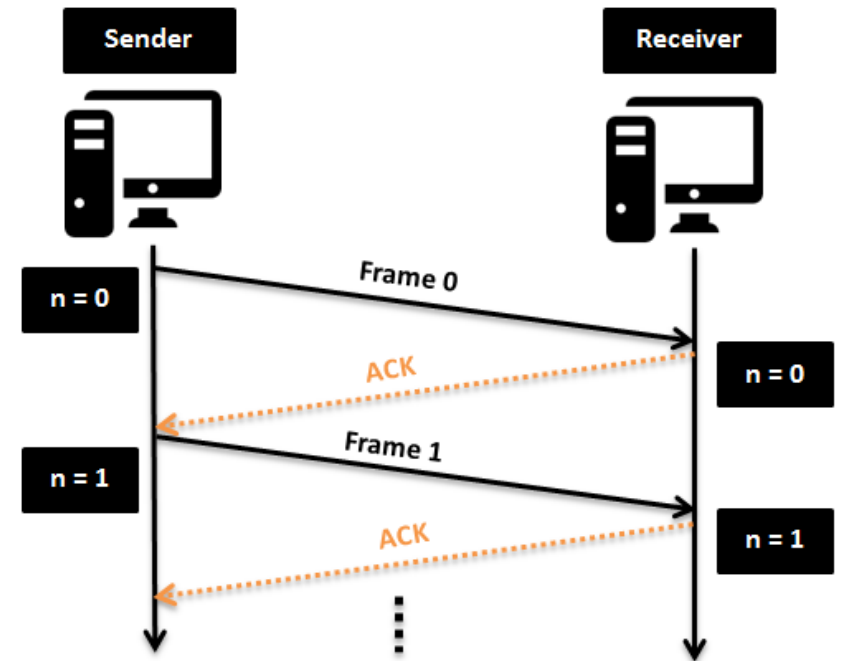 Sender
Receiver
Frame 0
n = 0
ACK
n = 0
Frame 1
n = 1
ACK
n = 1